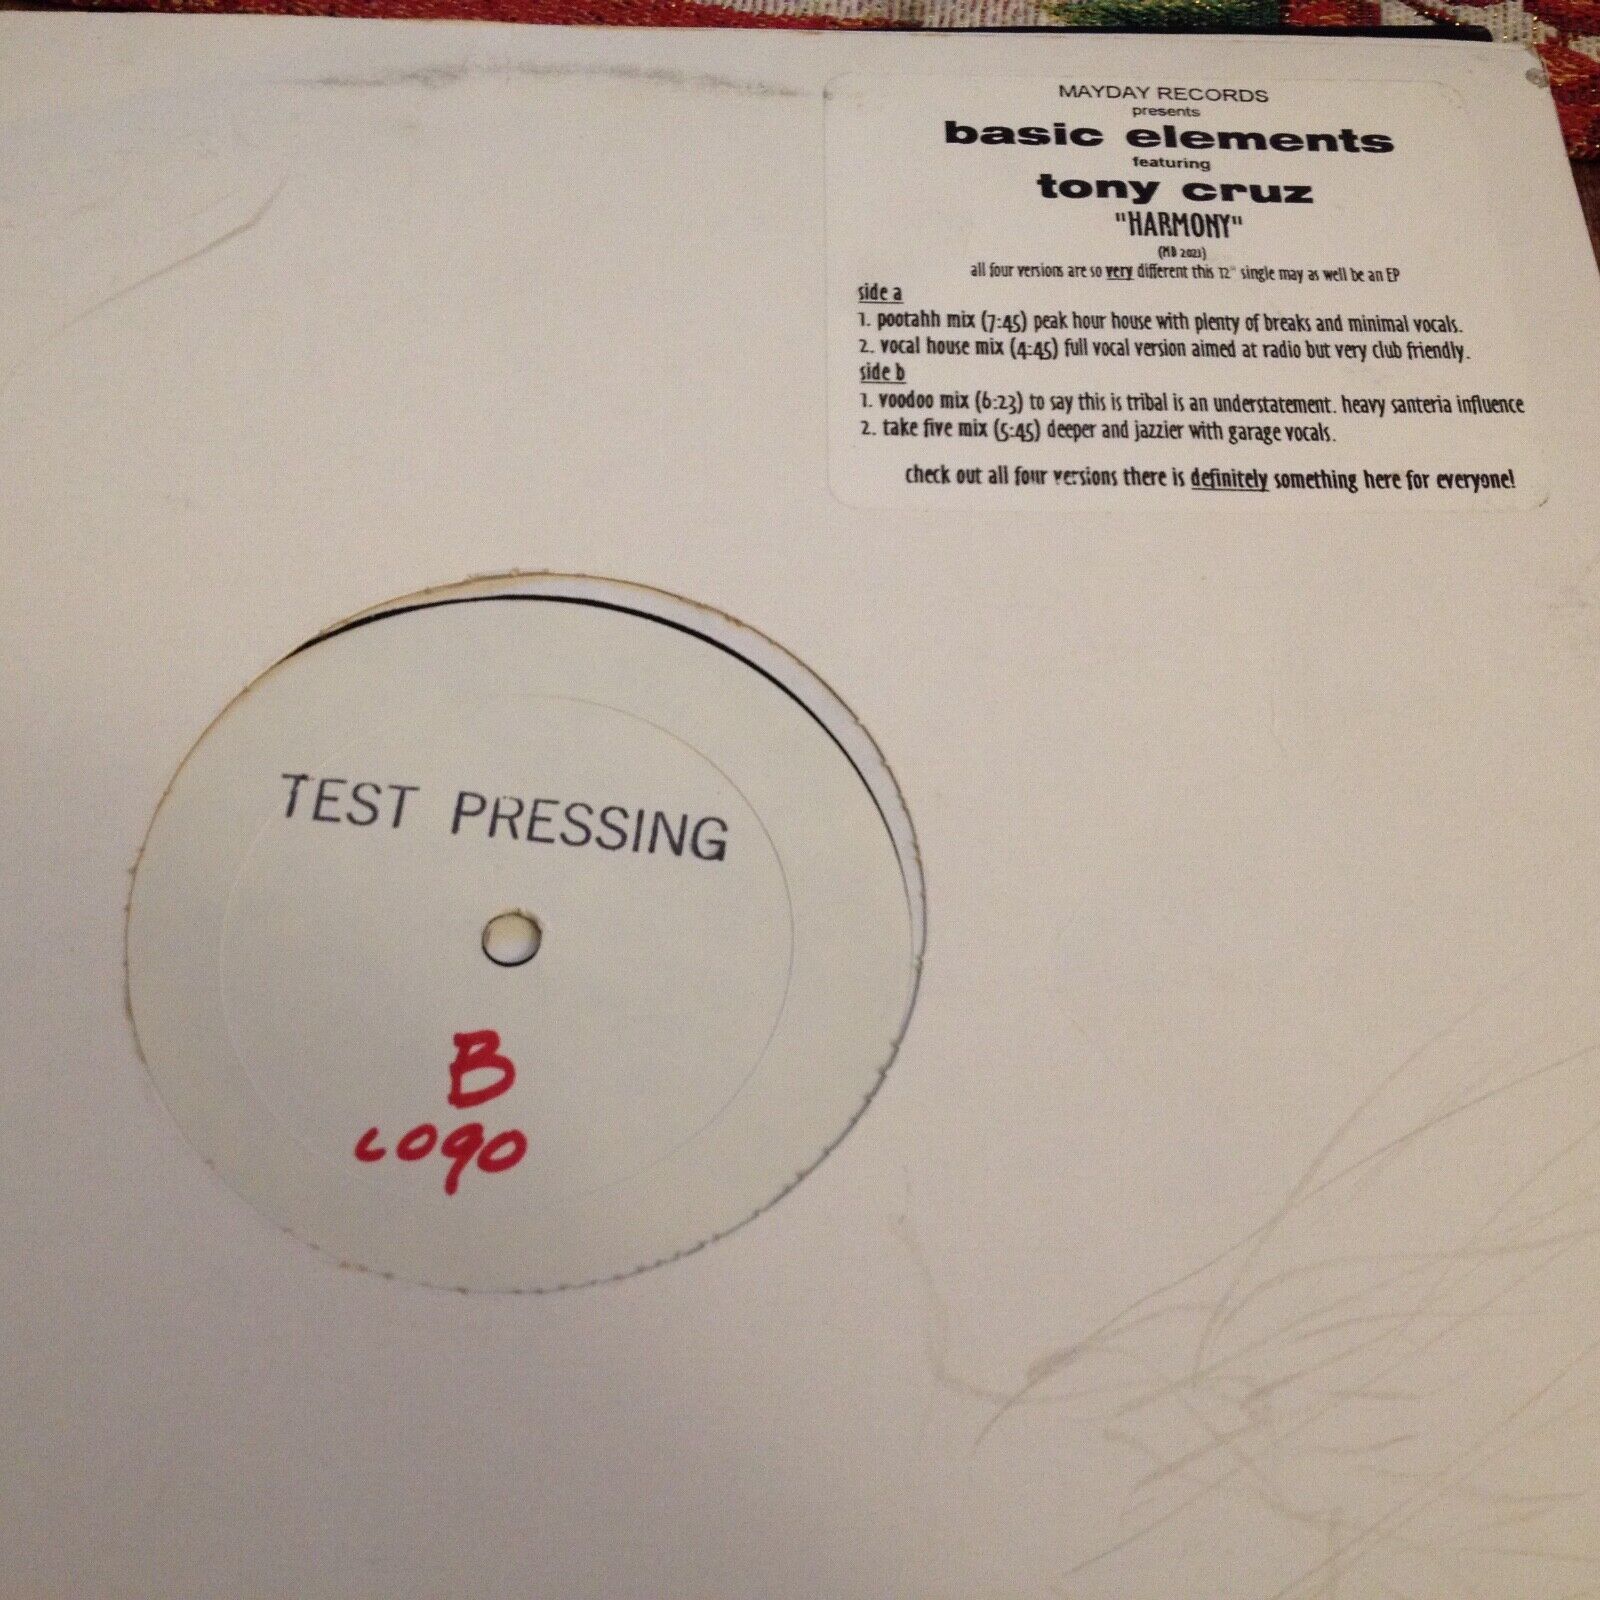 MAYDAY RECORDS
presents
basic elements
featuring
tony cruz
"HARMONY"
(MD 2023)
all four versions are so very different this 12" single may as well be an EP
side a
1. pootahh mix (7:45) peak hour house with plenty of breaks and minimal vocals.
2. vocal house mix (4:45) full vocal version aimed at radio but very club friendly.
side b
1. voodoo mix (6:23) to say this is tribal is an understatement. heavy santeria influence
2. take five mix (5:45) deeper and jazzier with garage vocals.
check out all four versions there is definitely something here for everyone!
TEST PRESSING
B
LOGO